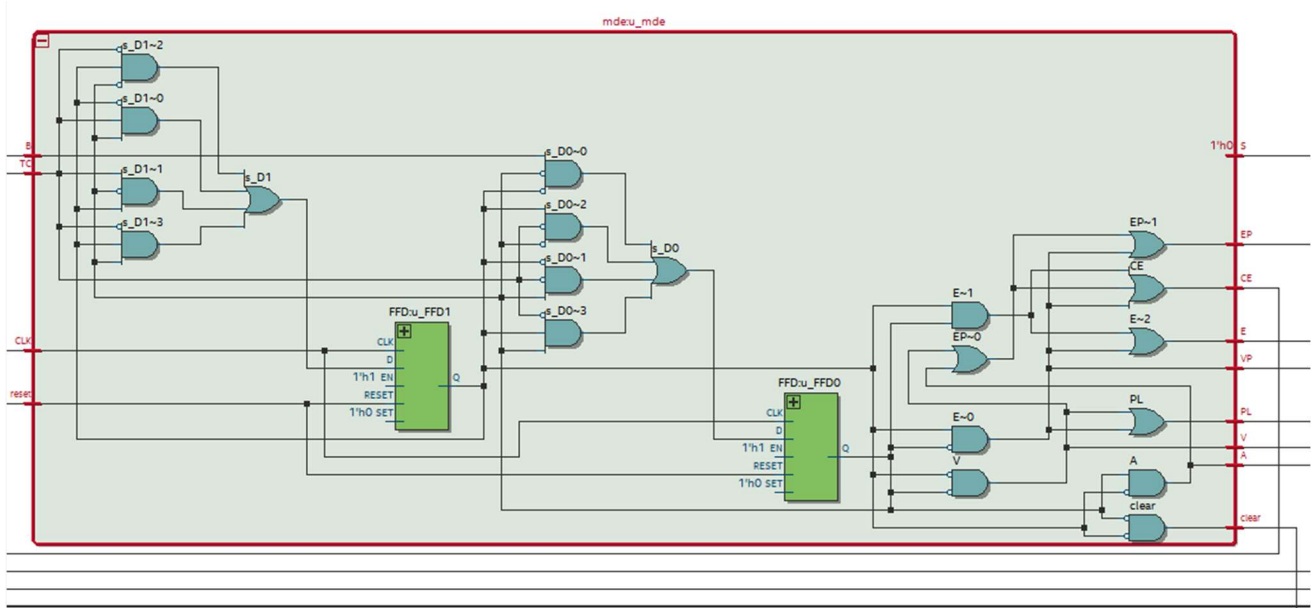 mde:u_mde
s_D1~2
s_D1~0
s_D1~1
s_D1~3
s_D1
B
TC
CLK
reset
FFD:u_FFD1
CLK
D
1'h1 EN
RESET
1'h0 SET
Q
s_D0~0
s_D0~2
s_D0~1
s_D0~3
s_D0
FFD:u_FFD0
CLK
D
1'h1 EN
RESET
1'h0 SET
Q
E~1
EP~0
E~0
V
EP~1
CE
E~2
PL
A
clear
1'h0 S
EP
CE
E
VP
PL
V
A
clear